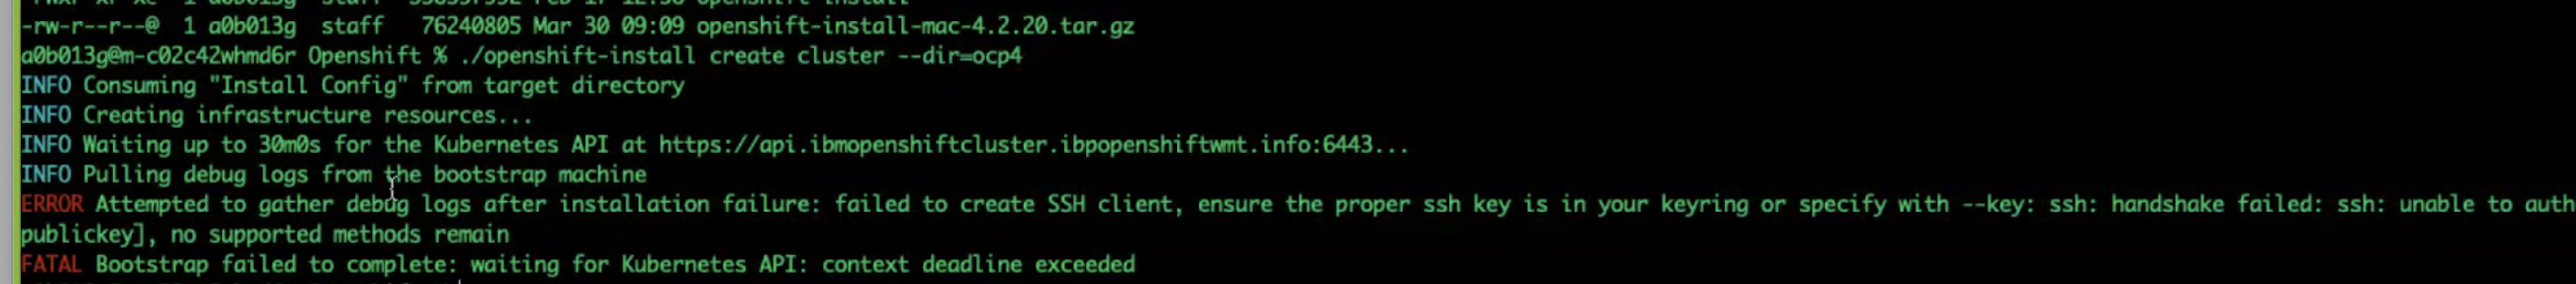 -rw-r--r--@  1 a0b013g  staff   76240805 Mar 30 09:09 openshift-install-mac-4.2.20.tar.gz
a0b013g@m-c02c42whmd6r Openshift % ./openshift-install create cluster --dir=ocp4
INFO Consuming "Install Config" from target directory
INFO Creating infrastructure resources...
INFO Waiting up to 30m0s for the Kubernetes API at https://api.ibmopenshiftcluster.ibpopenshiftwmt.info:6443...
INFO Pulling debug logs from the bootstrap machine
ERROR Attempted to gather debug logs after installation failure: failed to create SSH client, ensure the proper ssh key is in your keyring or specify with --key: ssh: handshake failed: ssh: unable to auth
publickey], no supported methods remain
FATAL Bootstrap failed to complete: waiting for Kubernetes API: context deadline exceeded